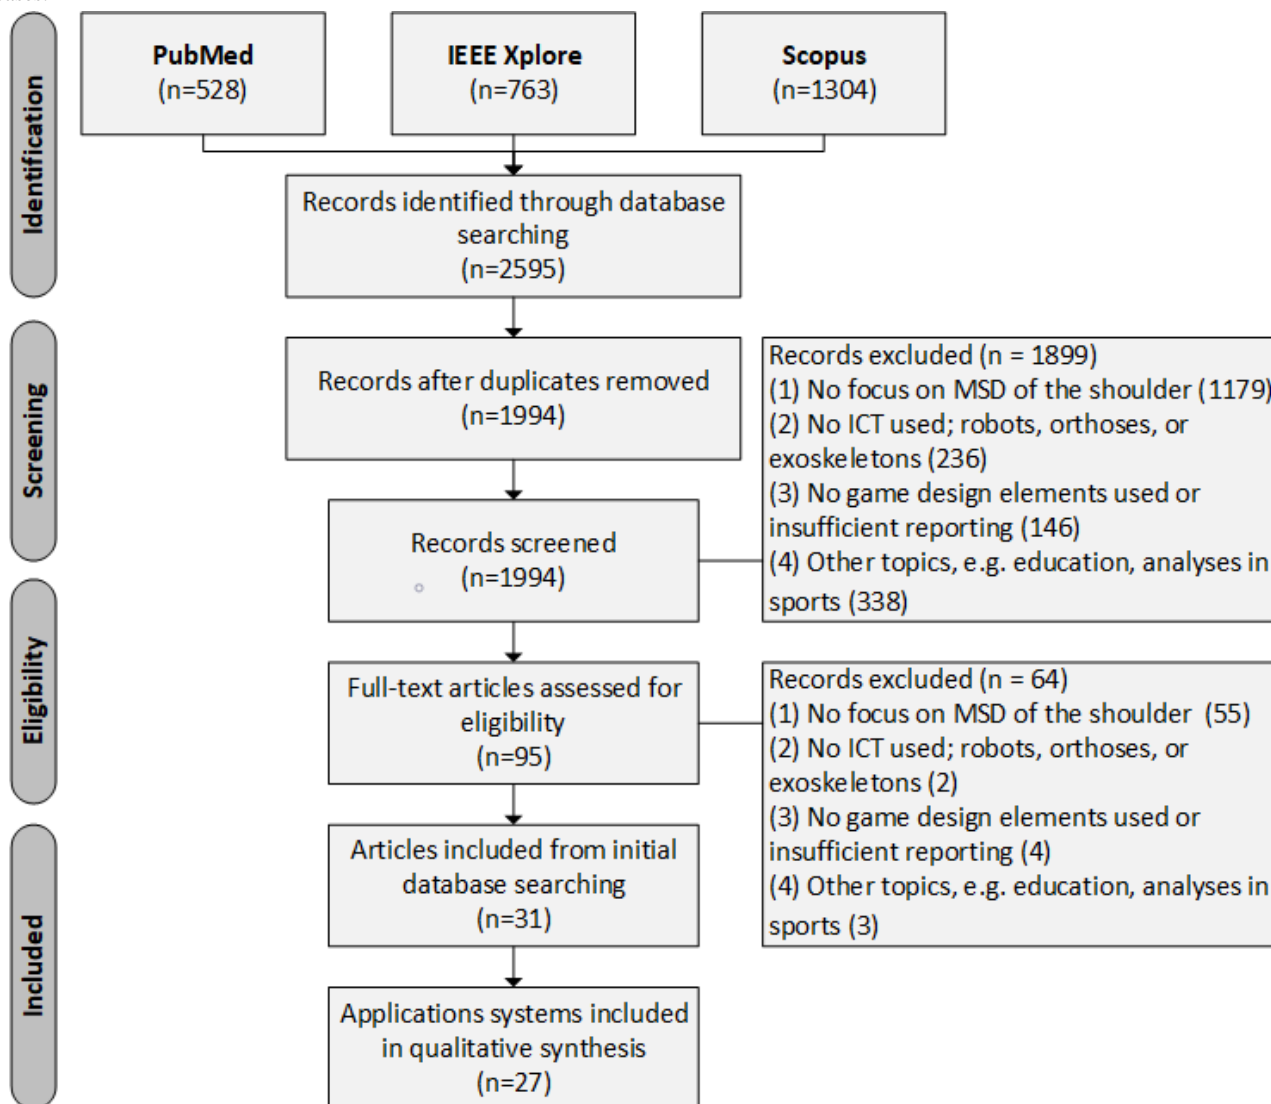 Identification
PubMed
(n=528)
IEEE Xplore
(n=763)
Scopus
(n=1304)
Records identified through database
searching
(n=2595)
Screening
Records after duplicates removed
(n=1994)
Records screened
(n=1994)
Records excluded (n = 1899)
(1) No focus on MSD of the shoulder (1179)
(2) No ICT used; robots, orthoses, or
exoskeletons (236)
(3) No game design elements used or
insufficient reporting (146)
(4) Other topics, e.g. education, analyses in
sports (338)
Eligibility
Full-text articles assessed for
eligibility
(n=95)
Records excluded (n = 64)
(1) No focus on MSD of the shoulder  (55)
(2) No ICT used; robots, orthoses, or
exoskeletons (2)
(3) No game design elements used or
insufficient reporting (4)
(4) Other topics, e.g. education, analyses in
sports (3)
Included
Articles included from initial
database searching
(n=31)
Applications systems included
in qualitative synthesis
(n=27)